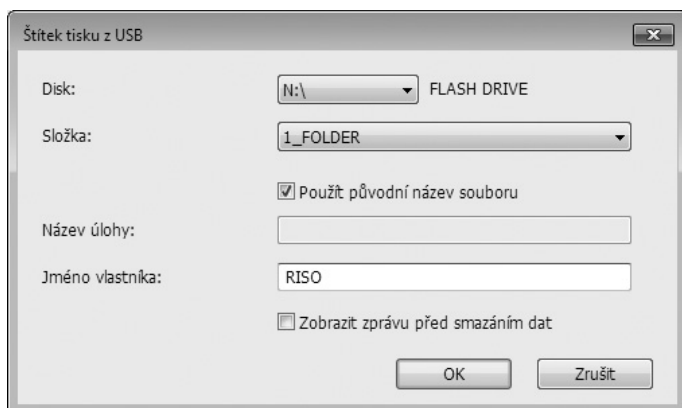 Štítek tisku z USB
Disk: N:\ FLASH DRIVE
Složka: 1_FOLDER
Použít původní název souboru
Název úlohy:
Jméno vlastníka: RISO
Zobrazit zprávu před smazáním dat
OK Zrušit